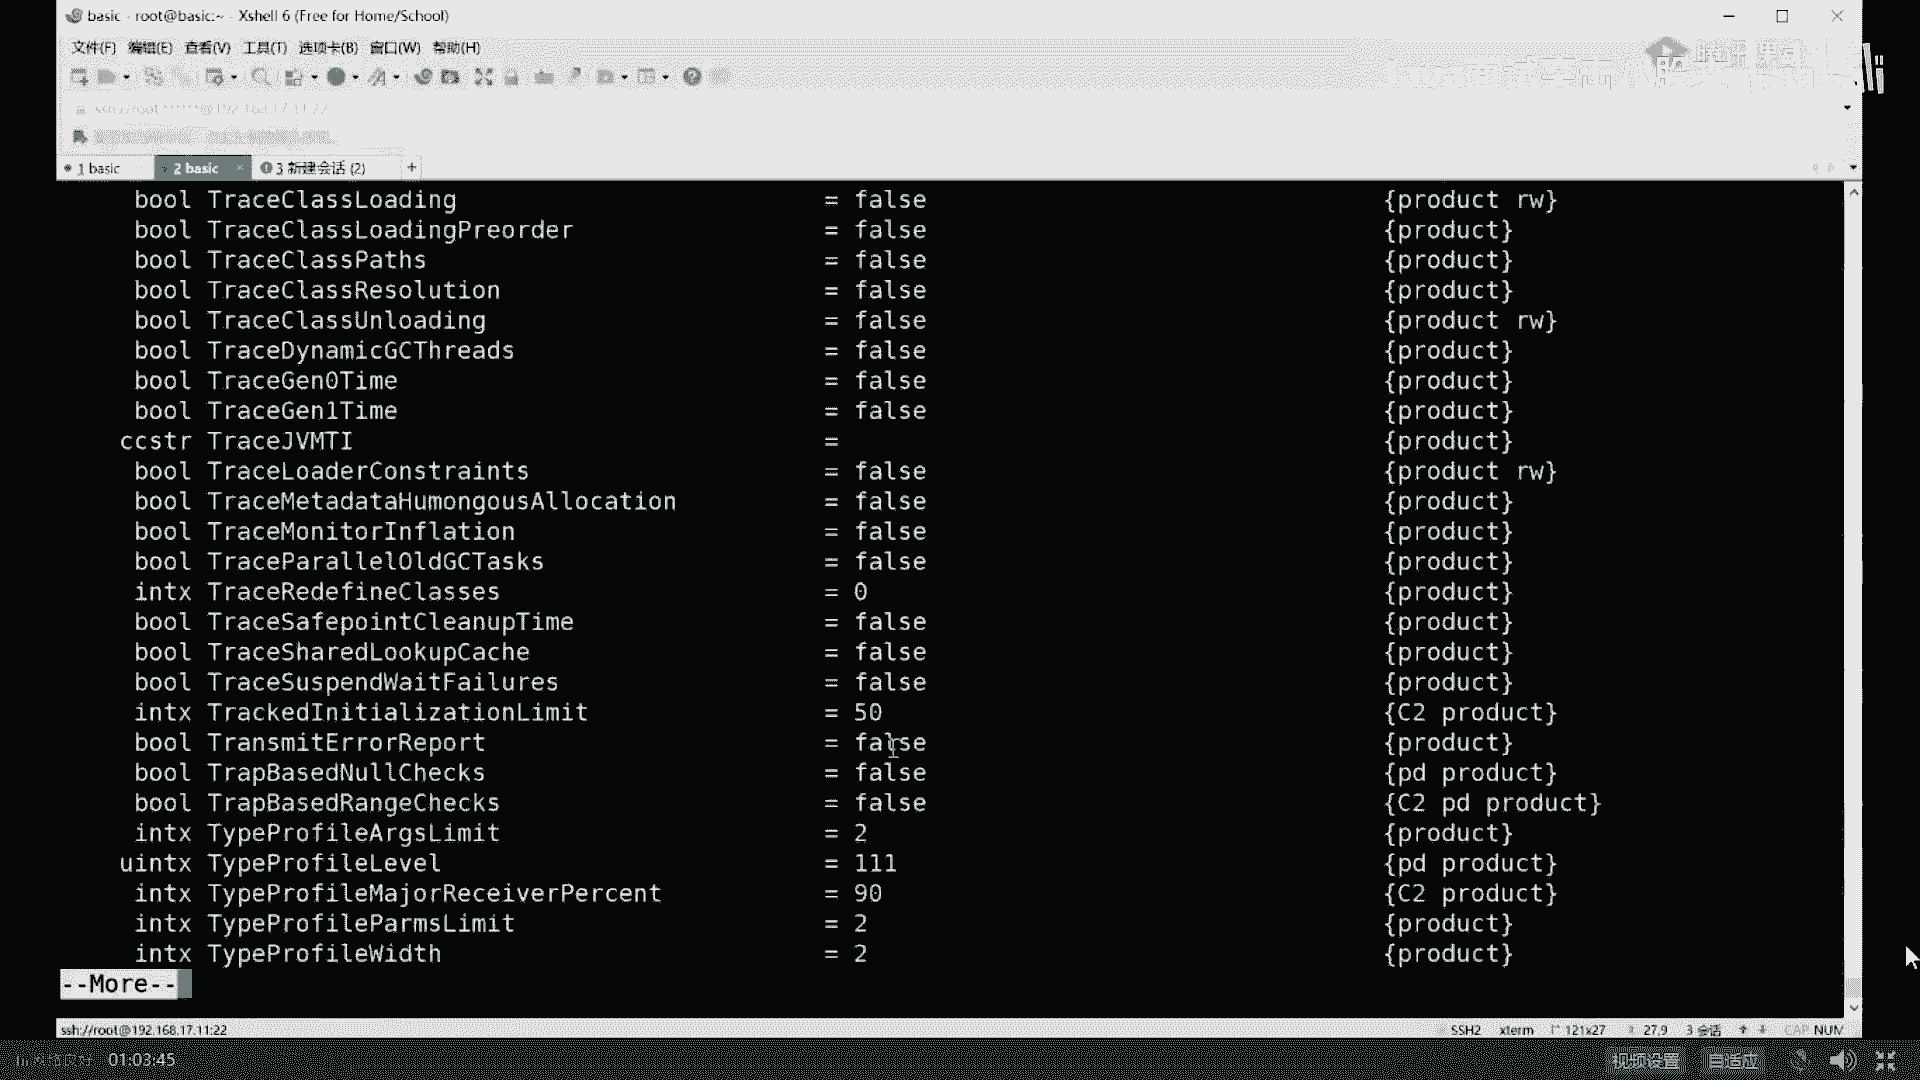 basic - root@basic:~ - Xshell 6 (Free for Home/School)
文件(F) 编辑(E) 查看(V) 工具(T) 选项卡(B) 窗口(W) 帮助(H)
1 basic 2 basic × 3 新建会话 (2) +
bool TraceClassLoading = false {product rw}
bool TraceClassLoadingPreorder = false {product}
bool TraceClassPaths = false {product}
bool TraceClassResolution = false {product}
bool TraceClassUnloading = false {product rw}
bool TraceDynamicGCThreads = false {product}
bool TraceGen0Time = false {product}
bool TraceGen1Time = false {product}
ccstr TraceJVMTI = {product}
bool TraceLoaderConstraints = false {product rw}
bool TraceMetadataHumongousAllocation = false {product}
bool TraceMonitorInflation = false {product}
bool TraceParallelOldGCTasks = false {product}
intx TraceRedefineClasses = 0 {product}
bool TraceSafepointCleanupTime = false {product}
bool TraceSharedLookupCache = false {product}
bool TraceSuspendWaitFailures = false {product}
intx TrackedInitializationLimit = 50 {C2 product}
bool TransmitErrorReport = false {product}
bool TrapBasedNullChecks = false {pd product}
bool TrapBasedRangeChecks = false {C2 pd product}
intx TypeProfileArgsLimit = 2 {product}
uintx TypeProfileLevel = 111 {pd product}
intx TypeProfileMajorReceiverPercent = 90 {C2 product}
intx TypeProfileParmsLimit = 2 {product}
intx TypeProfileWidth = 2 {product}
--More--
ssh://root@192.168.17.11:22 SSH2 xterm 121x27 27,9 3 会话 CAP NUM
01:03:45 视频设置 自适应